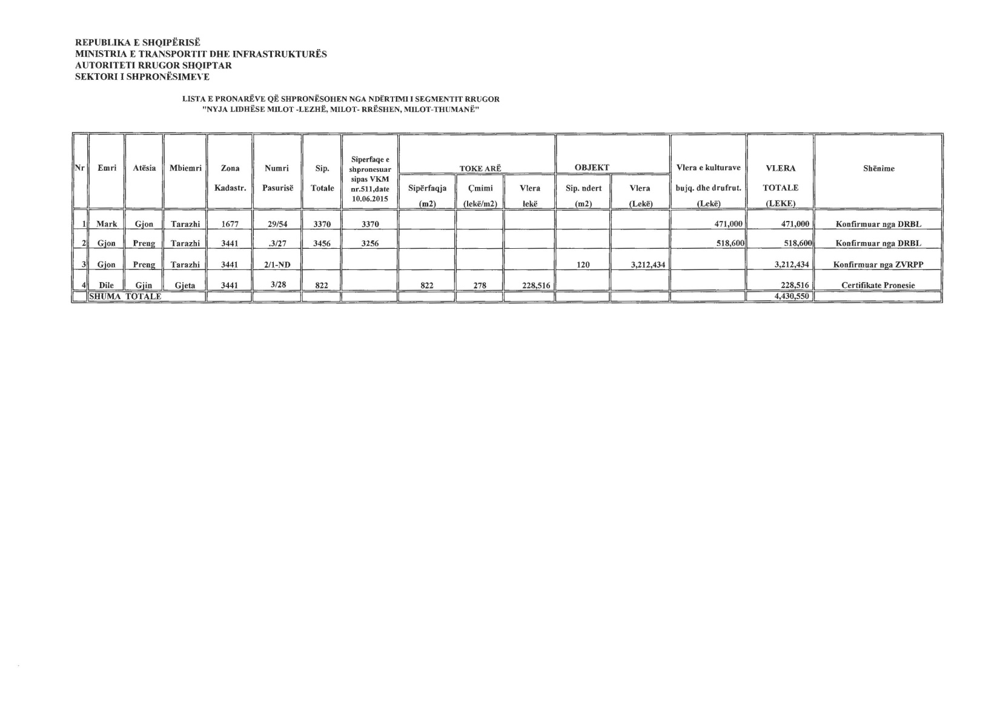 REPUBLIKA E SHQIPËRISË
MINISTRIA E TRANSPORTIT DHE INFRASTRUKTURËS
AUTORITETI RRUGOR SHQIPTAR
SEKTORI I SHPRONËSIMEVE
LISTA E PRONARËVE QË SHPRONËSOHEN NGA NDËRTIMI I SEGMENTIT RRUGOR
"NYJA LIDHËSE MILOT -LEZHË, MILOT- RRËSHEN, MILOT-THUMANË"
Nr Emri Atësia Mbiemri Zona Kadastr. Numri Pasurisë Sip. Totale Siperfaqe e shpronesuar sipas VKM nr.511,date 10.06.2015 TOKE ARË OBJEKT Vlera e kulturave bujq. dhe drufrut. (Lekë) VLERA TOTALE (LEKE) Shënime
Sipërfaqja (m2) Çmimi (lekë/m2) Vlera lekë Sip. ndert (m2) Vlera (Lekë)
1 Mark Gjon Tarazhi 1677 29/54 3370 3370 471,000 471,000 Konfirmuar nga DRBL
2 Gjon Preng Tarazhi 3441 .3/27 3456 3256 518,600 518,600 Konfirmuar nga DRBL
3 Gjon Preng Tarazhi 3441 2/1-ND 120 3,212,434 3,212,434 Konfirmuar nga ZVRPP
4 Dile Gjin Gjeta 3441 3/28 822 822 278 228,516 228,516 Certifikate Pronesie
SHUMA TOTALE 4,430,550